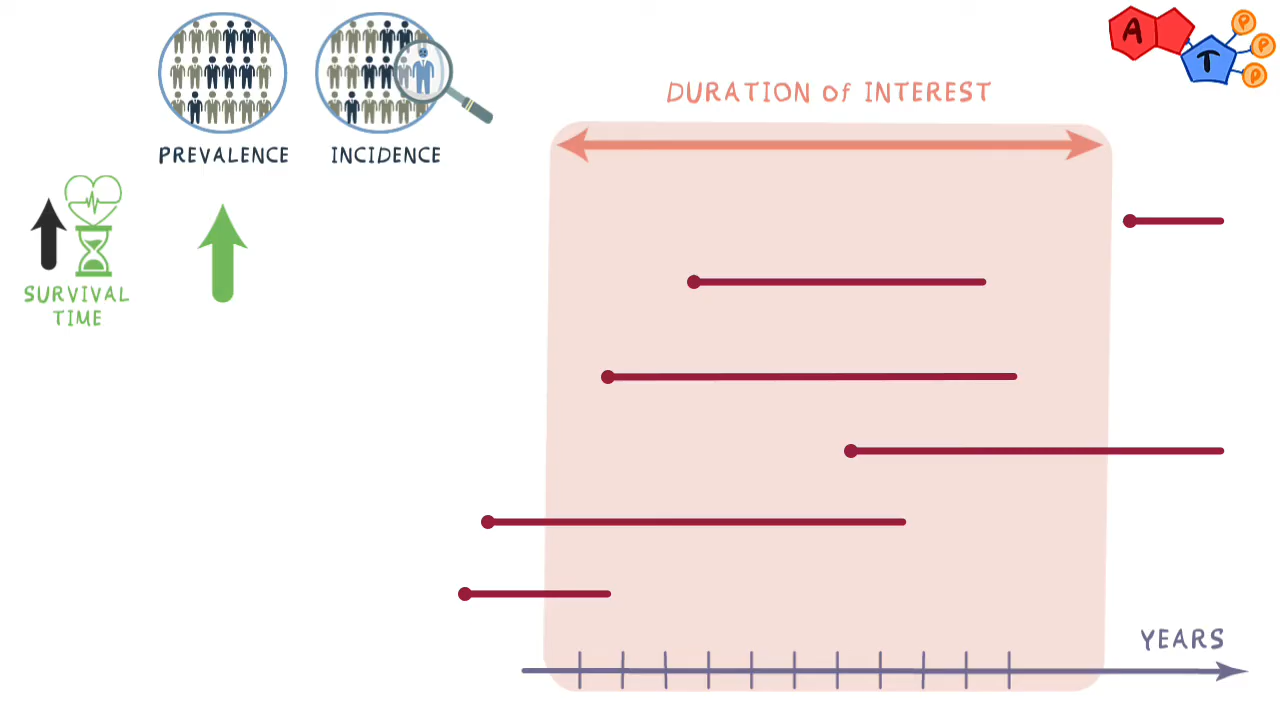 A
T
P
P
P
DURATION of INTEREST
PREVALENCE
INCIDENCE
SURVIVAL
TIME
YEARS